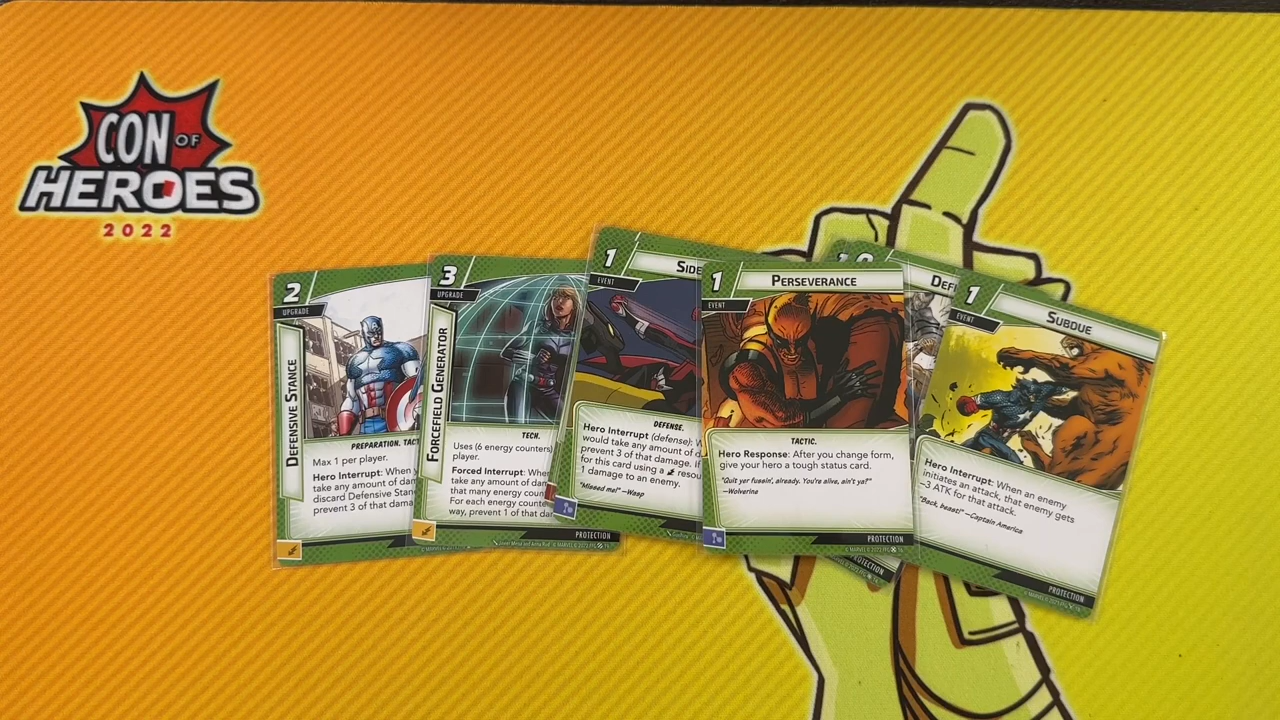 CON OF
HEROES
2022
2
UPGRADE
DEFENSIVE STANCE
PREPARATION. TACT
Max 1 per player.
Hero Interrupt: When y
take any amount of dam
discard Defensive Stan
prevent 3 of that dama
3
UPGRADE
FORCEFIELD GENERATOR
TECH.
Uses (6 energy counters)
player.
Forced Interrupt: When
take any amount of dam
that many energy coun
For each energy counte
way, prevent 1 of that da
1
EVENT
SIDE
DEFENSE.
Hero Interrupt (defense): W
would take any amount of d
prevent 3 of that damage. If
for this card using a resou
1 damage to an enemy.
"Missed me!" —Wasp
1
EVENT
PERSEVERANCE
TACTIC.
Hero Response: After you change form,
give your hero a tough status card.
"Quit yer fussin', already. You're alive, ain't ya?"
—Wolverine
PROTECTION
DEF
PROTECTION
1
EVENT
SUBDUE
Hero Interrupt: When an enemy
initiates an attack, that enemy gets
−3 ATK for that attack.
"Back, beast!" —Captain America
PROTECTION